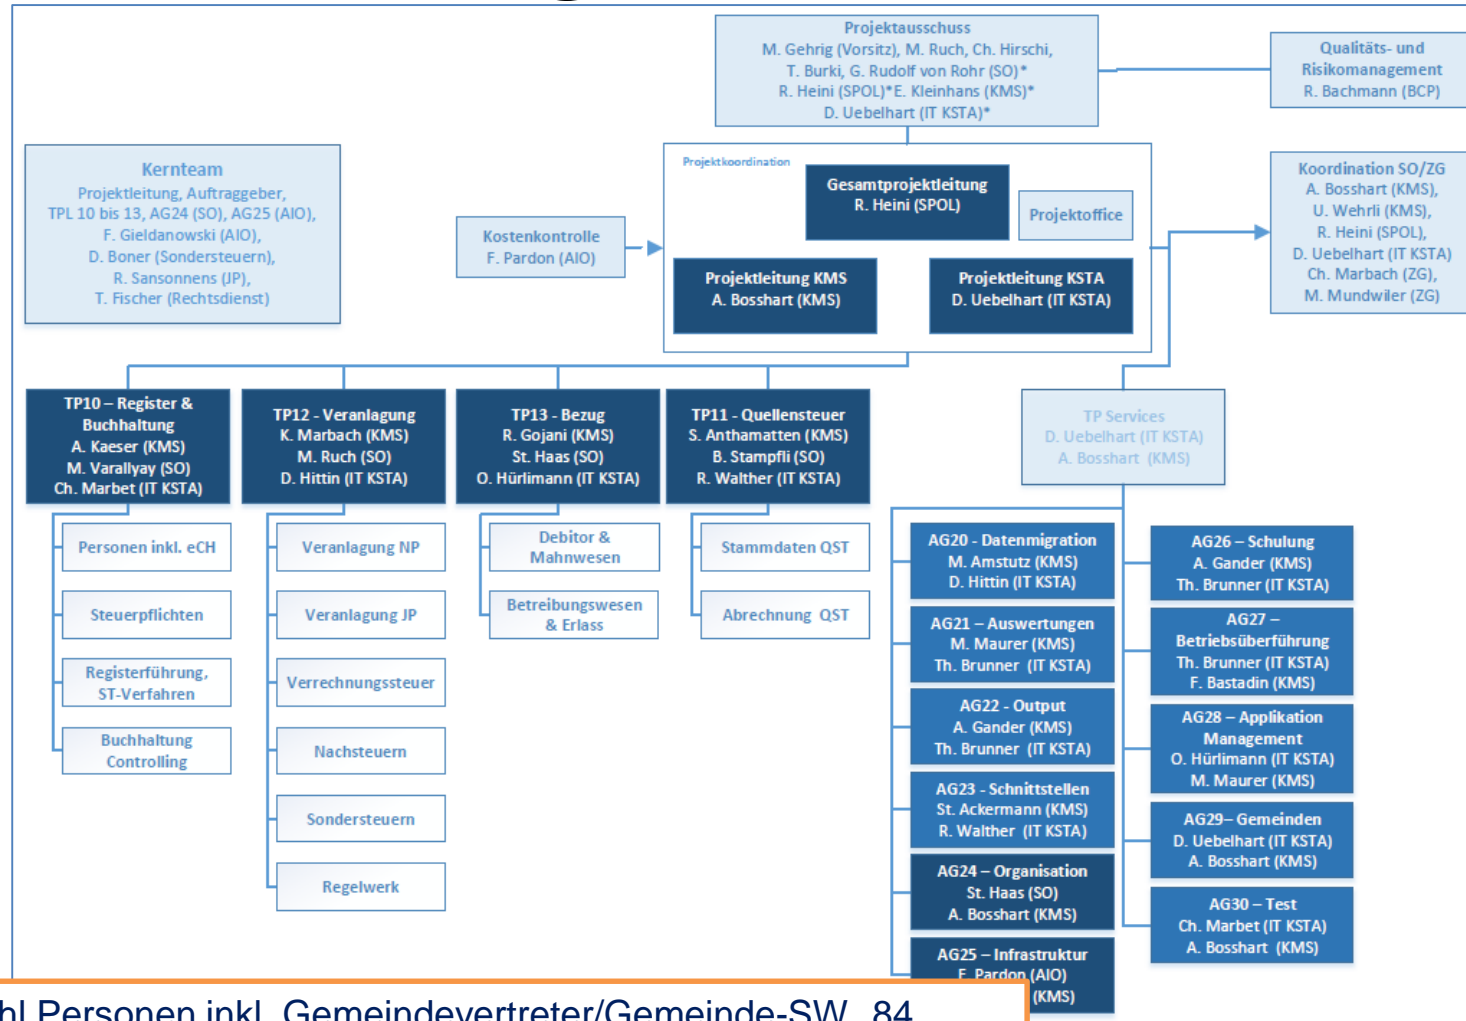 Projektausschuss
M. Gehrig (Vorsitz), M. Ruch, Ch. Hirschi,
T. Burki, G. Rudolf von Rohr (SO)*
R. Heini (SPOL)*E. Kleinhans (KMS)*
D. Uebelhart (IT KSTA)*
Qualitäts- und
Risikomanagement
R. Bachmann (BCP)
Kernteam
Projektleitung, Auftraggeber,
TPL 10 bis 13, AG24 (SO), AG25 (AIO),
F. Gieldanowski (AIO),
D. Boner (Sondersteuern),
R. Sansonnens (JP),
T. Fischer (Rechtsdienst)
Kostenkontrolle
F. Pardon (AIO)
Projektkoordination
Gesamtprojektleitung
R. Heini (SPOL)
Projektoffice
Projektleitung KMS
A. Bosshart (KMS)
Projektleitung KSTA
D. Uebelhart (IT KSTA)
Koordination SO/ZG
A. Bosshart (KMS),
U. Wehrli (KMS),
R. Heini (SPOL),
D. Uebelhart (IT KSTA)
Ch. Marbach (ZG),
M. Mundwiler (ZG)
TP10 – Register &
Buchhaltung
A. Kaeser (KMS)
M. Varallyay (SO)
Ch. Marbet (IT KSTA)
Personen inkl. eCH
Steuerpflichten
Registerführung,
ST-Verfahren
Buchhaltung
Controlling
TP12 - Veranlagung
K. Marbach (KMS)
M. Ruch (SO)
D. Hittin (IT KSTA)
Veranlagung NP
Veranlagung JP
Verrechnungssteuer
Nachsteuern
Sondersteuern
Regelwerk
TP13 - Bezug
R. Gojani (KMS)
St. Haas (SO)
O. Hürlimann (IT KSTA)
Debitor &
Mahnwesen
Betreibungswesen
& Erlass
TP11 - Quellensteuer
S. Anthamatten (KMS)
B. Stampfli (SO)
R. Walther (IT KSTA)
Stammdaten QST
Abrechnung QST
TP Services
D. Uebelhart (IT KSTA)
A. Bosshart (KMS)
AG20 - Datenmigration
M. Amstutz (KMS)
D. Hittin (IT KSTA)
AG21 – Auswertungen
M. Maurer (KMS)
Th. Brunner (IT KSTA)
AG22 - Output
A. Gander (KMS)
Th. Brunner (IT KSTA)
AG23 - Schnittstellen
St. Ackermann (KMS)
R. Walther (IT KSTA)
AG24 – Organisation
St. Haas (SO)
A. Bosshart (KMS)
AG25 – Infrastruktur
F. Pardon (AIO)
(KMS)
AG26 – Schulung
A. Gander (KMS)
Th. Brunner (IT KSTA)
AG27 –
Betriebsüberführung
Th. Brunner (IT KSTA)
F. Bastadin (KMS)
AG28 – Applikation
Management
O. Hürlimann (IT KSTA)
M. Maurer (KMS)
AG29– Gemeinden
D. Uebelhart (IT KSTA)
A. Bosshart (KMS)
AG30 – Test
Ch. Marbet (IT KSTA)
A. Bosshart (KMS)
Personen inkl. Gemeindevertreter/Gemeinde-SW 84